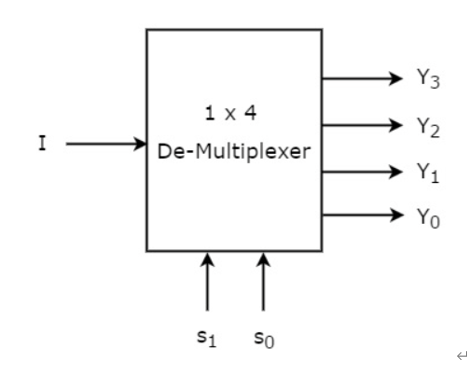 1 x 4
De-Multiplexer
I
Y3
Y2
Y1
Y0
s1 s0